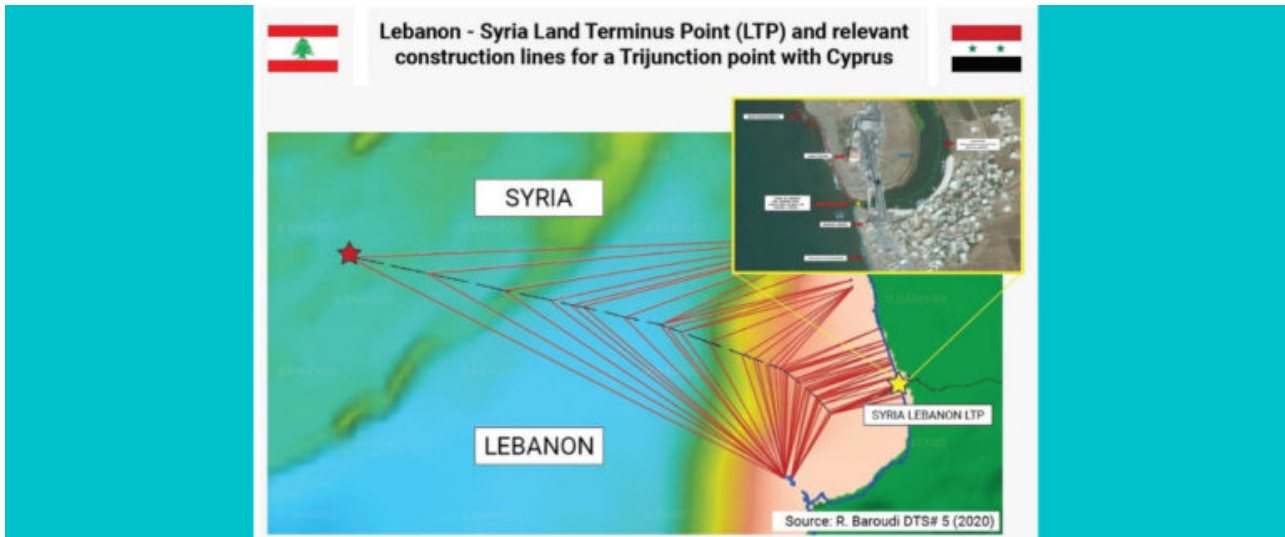 Lebanon - Syria Land Terminus Point (LTP) and relevant
construction lines for a Trijunction point with Cyprus
SYRIA
SYRIA LEBANON LTP
LEBANON
Source: R. Baroudi DTS# 5 (2020)